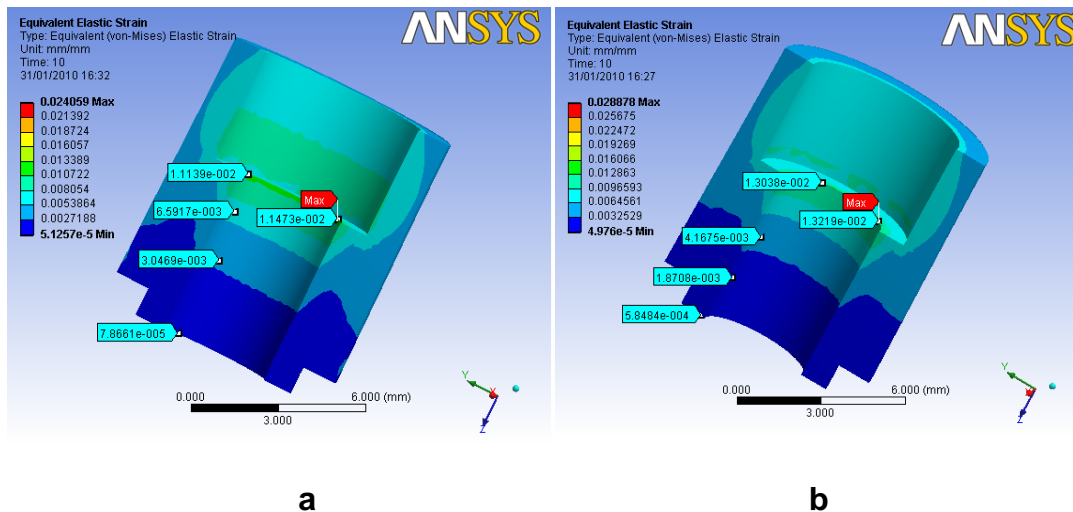 Equivalent Elastic Strain
Type: Equivalent (von-Mises) Elastic Strain
Unit: mm/mm
Time: 10
31/01/2010 16:32
ANSYS
0.024059 Max
0.021392
0.018724
0.016057
0.013389
0.010722
0.008054
0.0053864
0.0027188
5.1257e-5 Min
1.1139e-002
Max
6.5917e-003
1.1473e-002
3.0469e-003
7.8661e-005
0.000
6.000 (mm)
3.000
Y
X
Z
a
Equivalent Elastic Strain
Type: Equivalent (von-Mises) Elastic Strain
Unit: mm/mm
Time: 10
31/01/2010 16:27
ANSYS
0.028878 Max
0.025675
0.022472
0.019269
0.016066
0.012863
0.0096593
0.0064561
0.0032529
4.976e-5 Min
1.3038e-002
Max
1.3219e-002
4.1675e-003
1.8708e-003
5.8484e-004
0.000
6.000 (mm)
3.000
Y
Z
b